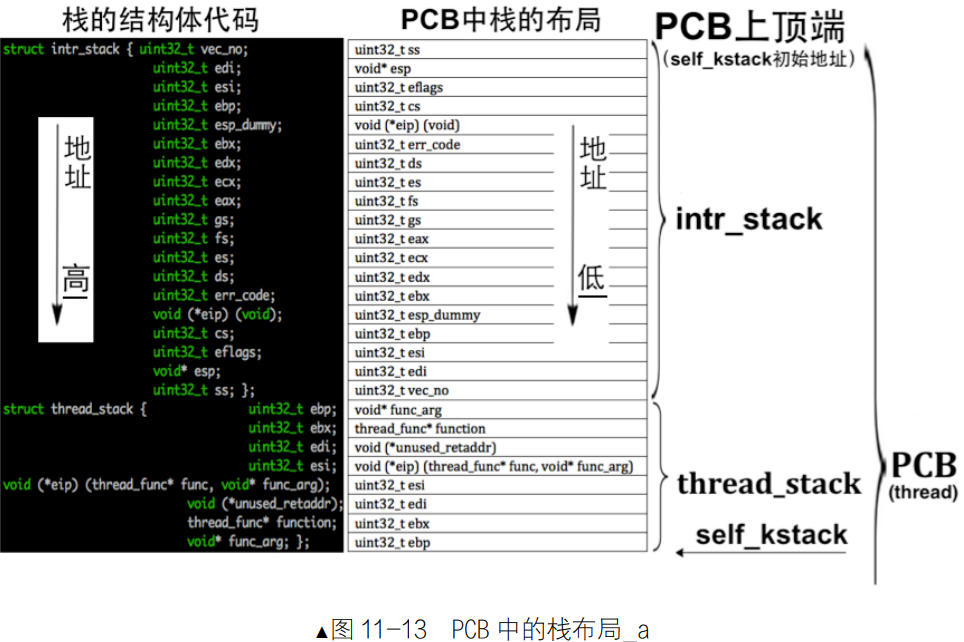 栈的结构体代码
struct intr_stack { uint32_t vec_no;
uint32_t edi;
uint32_t esi;
uint32_t ebp;
uint32_t esp_dummy;
uint32_t ebx;
uint32_t edx;
uint32_t ecx;
uint32_t eax;
uint32_t gs;
uint32_t fs;
uint32_t es;
uint32_t ds;
uint32_t err_code;
void (*eip) (void);
uint32_t cs;
uint32_t eflags;
void* esp;
uint32_t ss; };
struct thread_stack { uint32_t ebp;
uint32_t ebx;
uint32_t edi;
uint32_t esi;
void (*eip) (thread_func* func, void* func_arg);
void (*unused_retaddr);
thread_func* function;
void* func_arg; };
地址
高
PCB中栈的布局
uint32_t ss
void* esp
uint32_t eflags
uint32_t cs
void (*eip) (void)
uint32_t err_code
uint32_t ds
uint32_t es
uint32_t fs
uint32_t gs
uint32_t eax
uint32_t ecx
uint32_t edx
uint32_t ebx
uint32_t esp_dummy
uint32_t ebp
uint32_t esi
uint32_t edi
uint32_t vec_no
void* func_arg
thread_func* function
void (*unused_retaddr)
void (*eip) (thread_func* func, void* func_arg)
uint32_t esi
uint32_t edi
uint32_t ebx
uint32_t ebp
地址
低
PCB上顶端
(self_kstack初始地址)
intr_stack
thread_stack
self_kstack
PCB
(thread)
▲图 11-13 PCB 中的栈布局_a